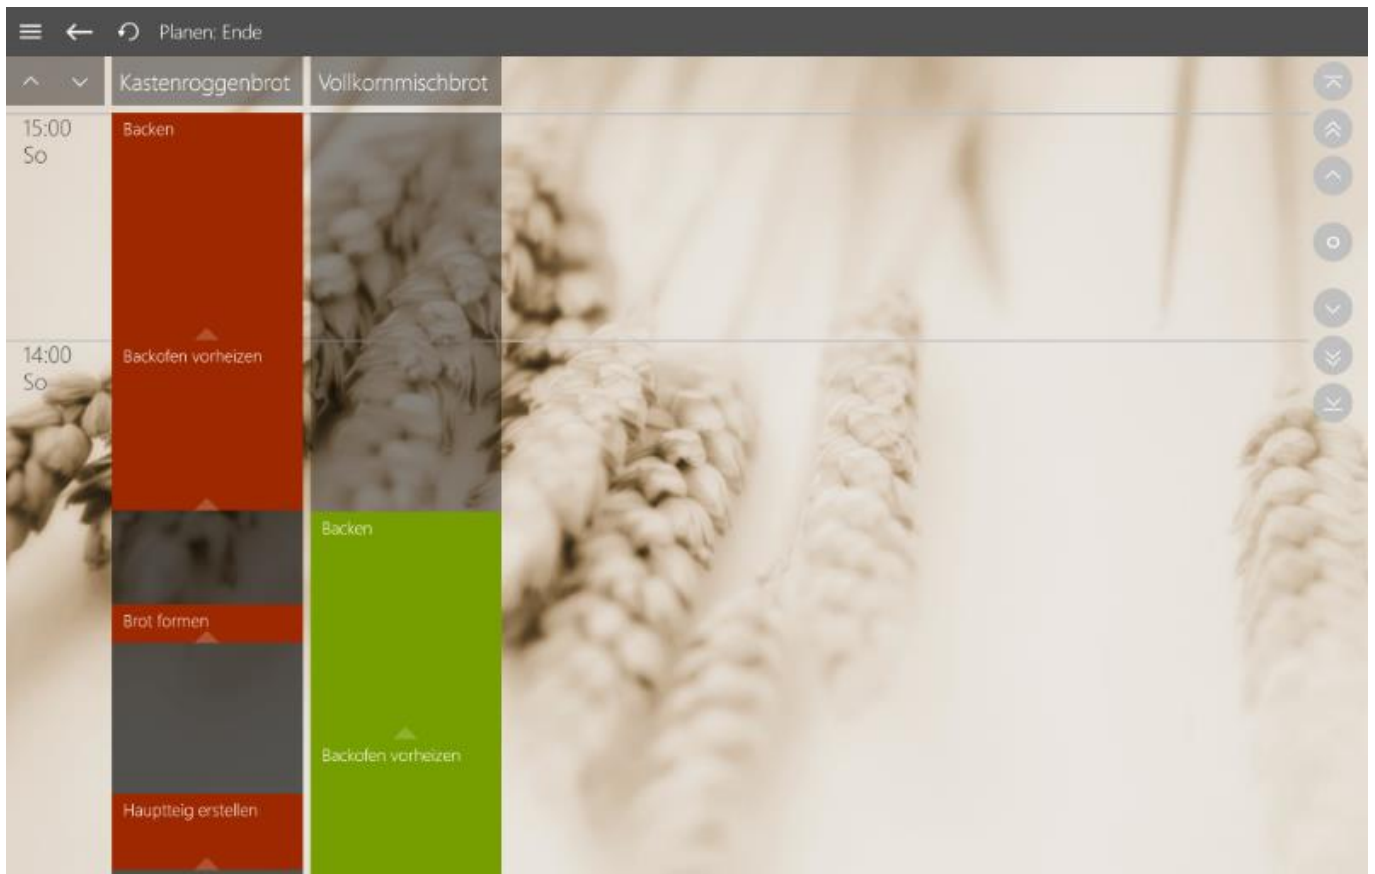 Planen: Ende
Kastenroggenbrot Vollkornmischbrot
15:00
So
Backen
14:00
So
Backofen vorheizen
Backen
Brot formen
Backofen vorheizen
Hauptteig erstellen